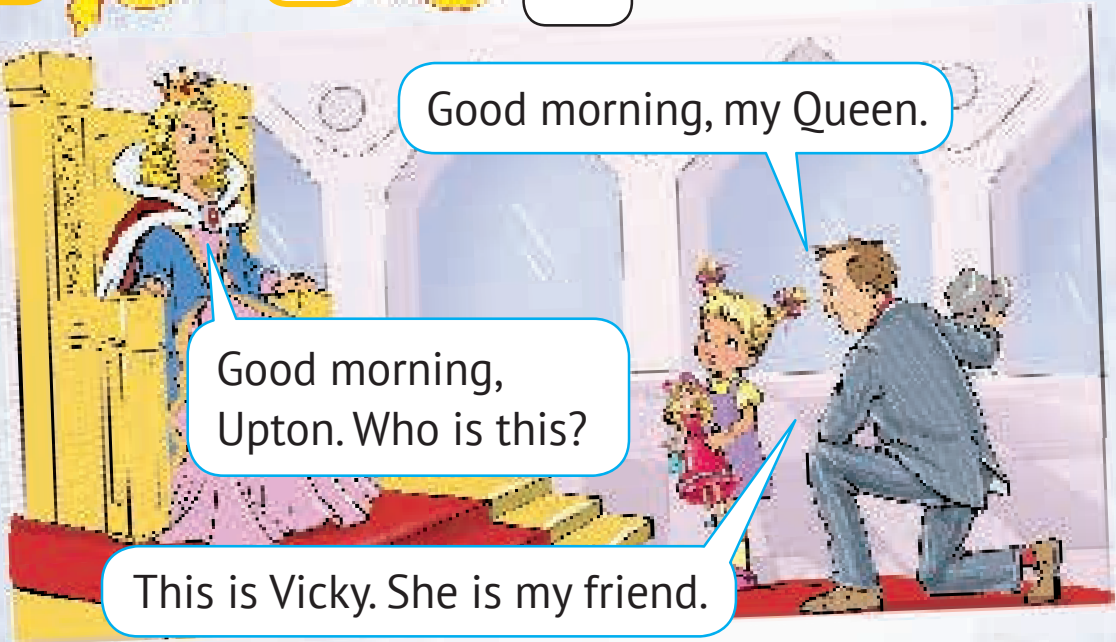 Good morning, my Queen.
Good morning,
Upton. Who is this?
This is Vicky. She is my friend.